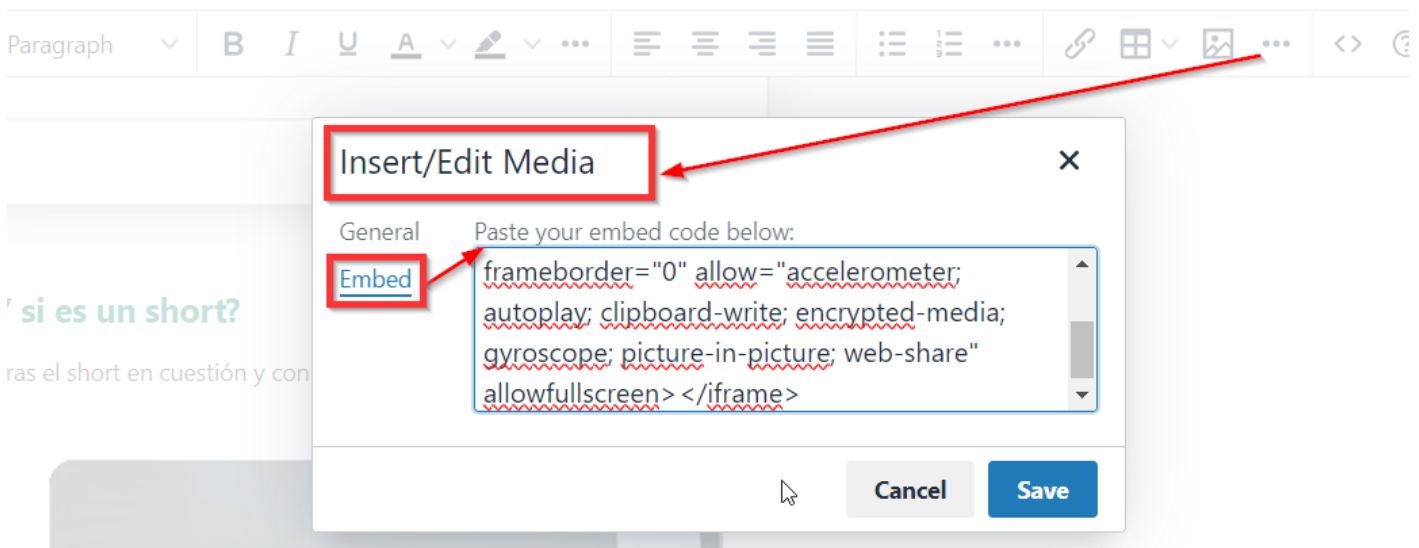 Paragraph B I U A
Insert/Edit Media
General
Paste your embed code below:
Embed
frameborder="0" allow="accelerometer;
autoplay; clipboard-write; encrypted-media;
gyroscope; picture-in-picture; web-share"
allowfullscreen></iframe>
si es un short?
ras el short en cuestión y con
Cancel
Save